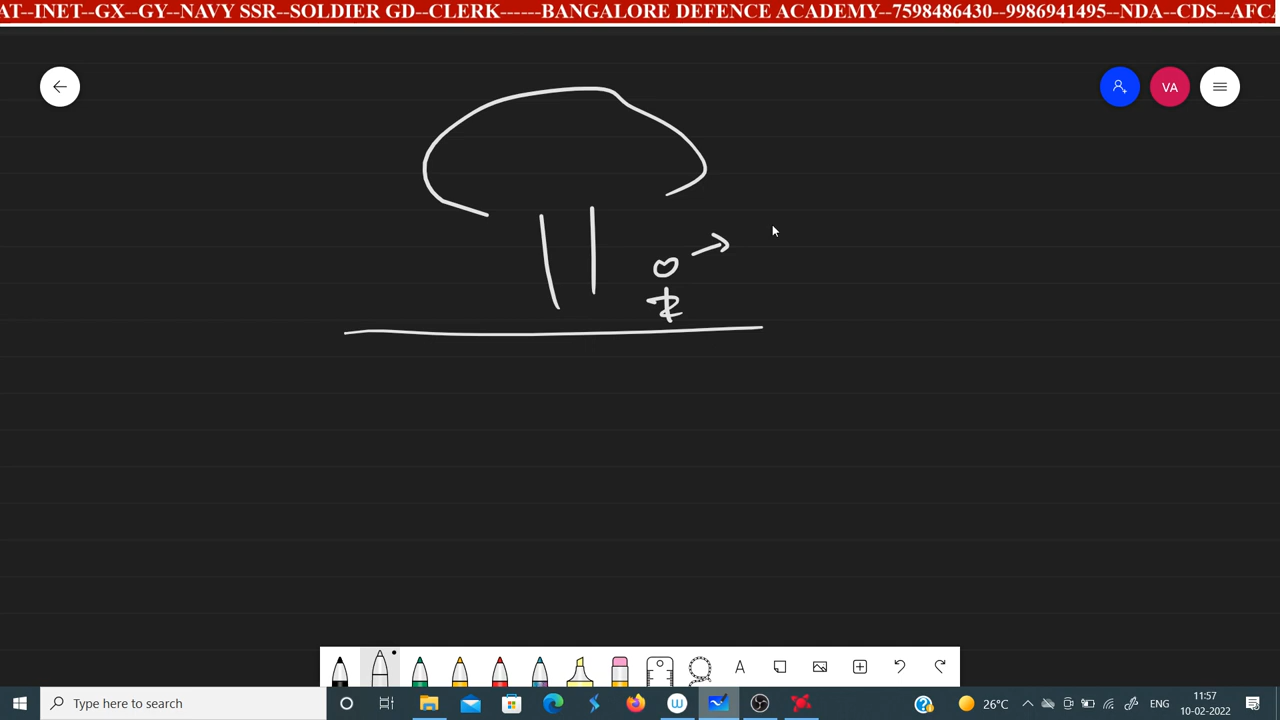 AT--INET--GX--GY--NAVY SSR--SOLDIER GD--CLERK------BANGALORE DEFENCE ACADEMY--7598486430--9986941495--NDA--CDS--AFCA
VA
A
Type here to search
26°C
ENG
11:57
10-02-2022